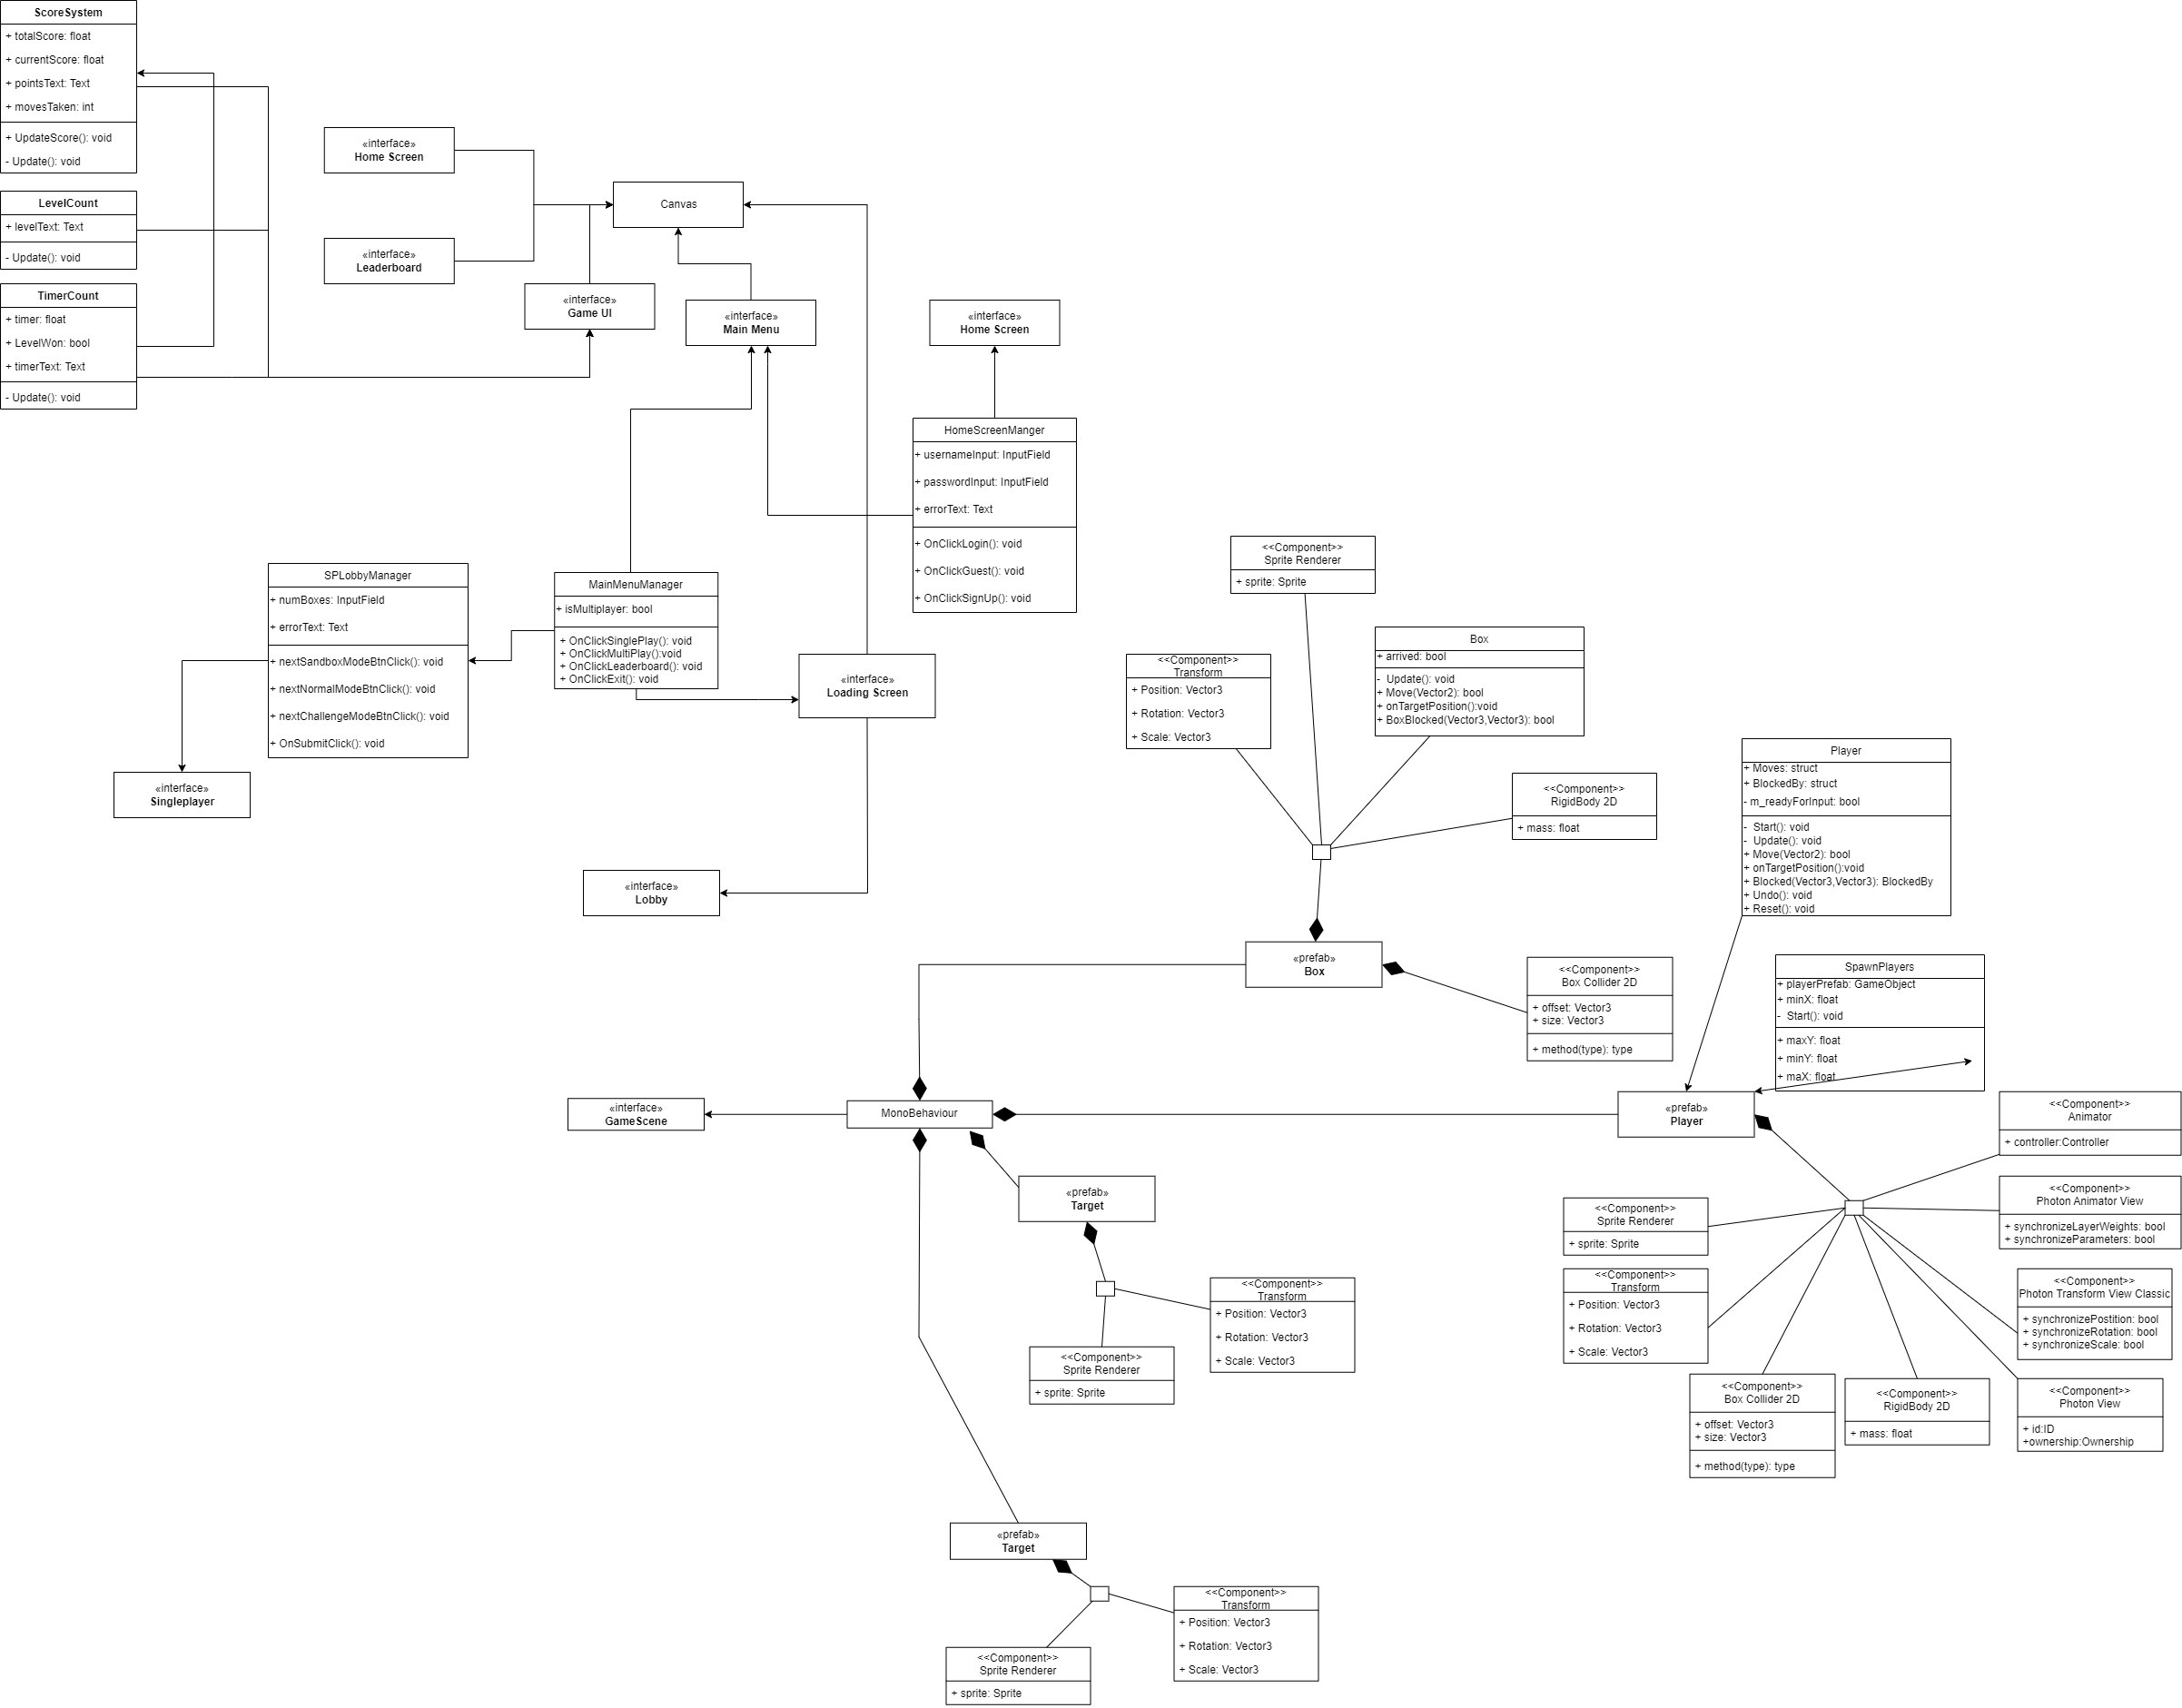 ScoreSystem
+ totalScore: float
+ currentScore: float
+ pointsText: Text
+ movesTaken: int
+ UpdateScore(): void
- Update(): void
LevelCount
+ levelText: Text
- Update(): void
TimerCount
+ timer: float
+ LevelWon: bool
+ timerText: Text
- Update(): void
«interface»
Home Screen
«interface»
Leaderboard
Canvas
«interface»
Game UI
«interface»
Main Menu
«interface»
Home Screen
HomeScreenManger
+ usernameInput: InputField
+ passwordInput: InputField
+ errorText: Text
+ OnClickLogin(): void
+ OnClickGuest(): void
+ OnClickSignUp(): void
SPLobbyManager
+ numBoxes: InputField
+ errorText: Text
+ nextSandboxModeBtnClick(): void
+ nextNormalModeBtnClick(): void
+ nextChallengeModeBtnClick(): void
+ OnSubmitClick(): void
MainMenuManager
+ isMultiplayer: bool
+ OnClickSinglePlay(): void
+ OnClickMultiPlay():void
+ OnClickLeaderboard(): void
+ OnClickExit(): void
«interface»
Loading Screen
«interface»
Singleplayer
«interface»
Lobby
<<Component>>
Sprite Renderer
+ sprite: Sprite
<<Component>>
Transform
+ Position: Vector3
+ Rotation: Vector3
+ Scale: Vector3
Box
+ arrived: bool
-  Update(): void
+ Move(Vector2): bool
+ onTargetPosition():void
+ BoxBlocked(Vector3,Vector3): bool
<<Component>>
RigidBody 2D
+ mass: float
Player
+ Moves: struct
+ BlockedBy: struct
- m_readyForInput: bool
-  Start(): void
-  Update(): void
+ Move(Vector2): bool
+ onTargetPosition():void
+ Blocked(Vector3,Vector3): BlockedBy
+ Undo(): void
+ Reset(): void
«prefab»
Box
<<Component>>
Box Collider 2D
+ offset: Vector3
+ size: Vector3
+ method(type): type
SpawnPlayers
+ playerPrefab: GameObject
+ minX: float
-  Start(): void
+ maxY: float
+ minY: float
+ maX: float
«interface»
GameScene
MonoBehaviour
«prefab»
Player
<<Component>>
Animator
+ controller:Controller
<<Component>>
Photon Animator View
+ synchronizeLayerWeights: bool
+ synchronizeParameters: bool
«prefab»
Target
<<Component>>
Sprite Renderer
+ sprite: Sprite
<<Component>>
Transform
+ Position: Vector3
+ Rotation: Vector3
+ Scale: Vector3
<<Component>>
Photon Transform View Classic
+ synchronizePostition: bool
+ synchronizeRotation: bool
+ synchronizeScale: bool
<<Component>>
Transform
+ Position: Vector3
+ Rotation: Vector3
+ Scale: Vector3
<<Component>>
Sprite Renderer
+ sprite: Sprite
<<Component>>
Box Collider 2D
+ offset: Vector3
+ size: Vector3
+ method(type): type
<<Component>>
RigidBody 2D
+ mass: float
<<Component>>
Photon View
+ id:ID
+ownership:Ownership
«prefab»
Target
<<Component>>
Transform
+ Position: Vector3
+ Rotation: Vector3
+ Scale: Vector3
<<Component>>
Sprite Renderer
+ sprite: Sprite